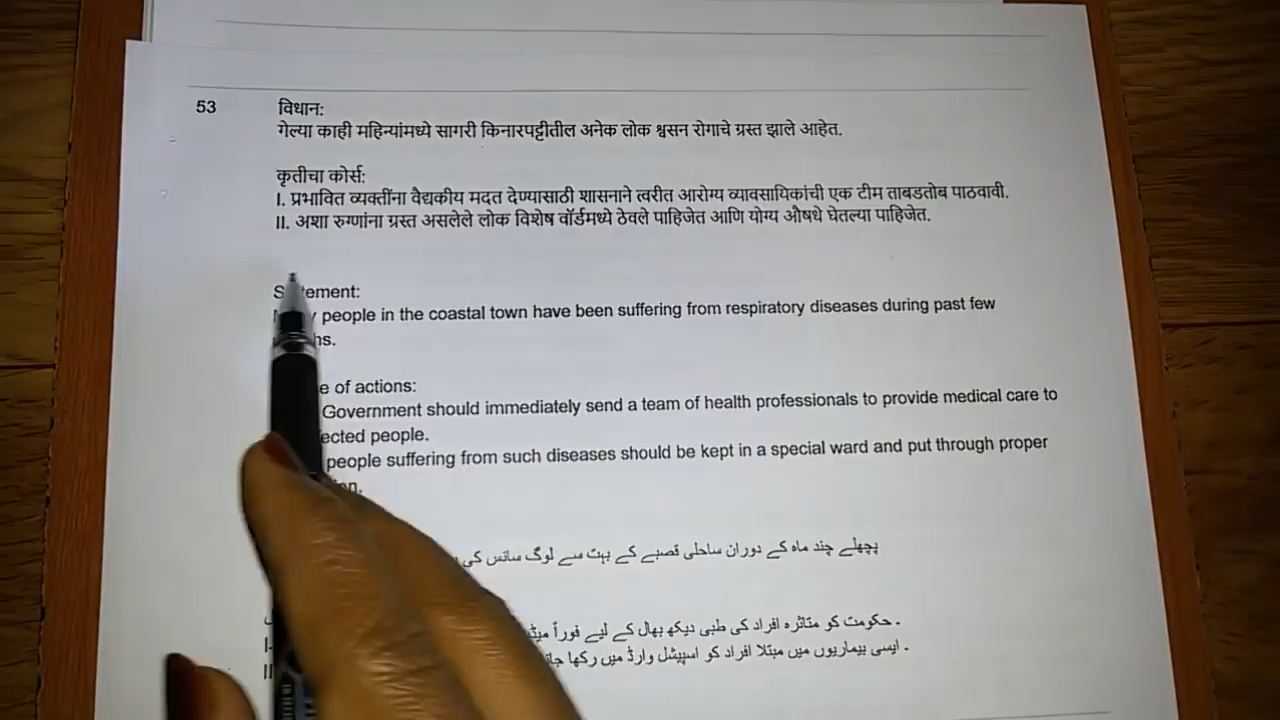 53
विधान:
गेल्या काही महिन्यांमध्ये सागरी किनारपट्टीतील अनेक लोक श्वसन रोगाचे ग्रस्त झाले आहेत.
कृतीचा कोर्स:
I. प्रभावित व्यक्तींना वैद्यकीय मदत देण्यासाठी शासनाने त्वरीत आरोग्य व्यावसायिकांची एक टीम ताबडतोब पाठवावी.
II. अशा रुग्णांना ग्रस्त असलेले लोक विशेष वॉर्डमध्ये ठेवले पाहिजेत आणि योग्य औषधे घेतल्या पाहिजेत.
Statement:
people in the coastal town have been suffering from respiratory diseases during past few
of actions:
Government should immediately send a team of health professionals to provide medical care to
people.
people suffering from such diseases should be kept in a special ward and put through proper
پچھلے چند ماہ کے دوران ساحلی قصبے کے بہت سے لوگ سانس کی
حکومت کو متاثرہ افراد کی طبی دیکھ بھال کے لیے فوراً
ایسی بیماریوں میں مبتلا افراد کو اسپیشل وارڈ میں رکھا